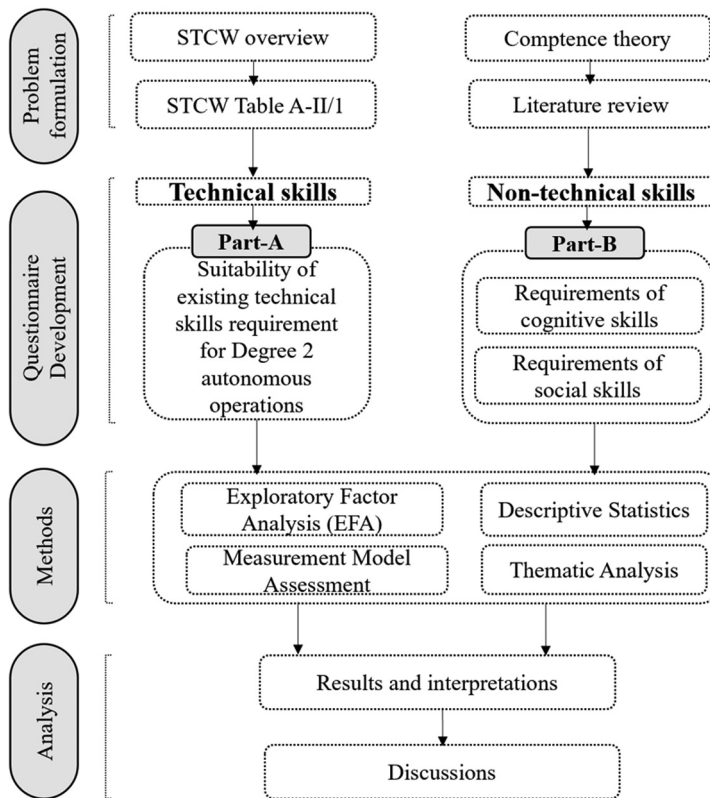 Problem
formulation
STCW overview
Comptence theory
STCW Table A-II/1
Literature review
Questionnaire
Development
Technical skills
Non-technical skills
Part-A
Part-B
Suitability of
existing technical
skills requirement
for Degree 2
autonomous
operations
Requirements of
cognitive skills
Requirements of
social skills
Methods
Exploratory Factor
Analysis (EFA)
Descriptive Statistics
Measurement Model
Assessment
Thematic Analysis
Analysis
Results and interpretations
Discussions